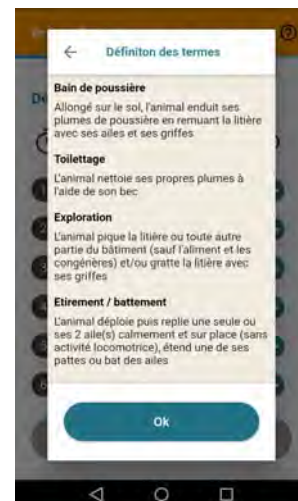 Définiton des termes
Bain de poussière
Allongé sur le sol, l'animal enduit ses
plumes de poussière en remuant la litière
avec ses ailes et ses griffes
Toilettage
L'animal nettoie ses propres plumes à
l'aide de son bec
Exploration
L'animal pique la litière ou toute autre
partie du bâtiment (sauf l'aliment et les
congénères) et/ou gratte la litière avec
ses griffes
Etirement / battement
L'animal déploie puis replie une seule ou
ses 2 aile(s) calmement et sur place (sans
activité locomotrice), étend une de ses
pattes ou bat des ailes
Ok